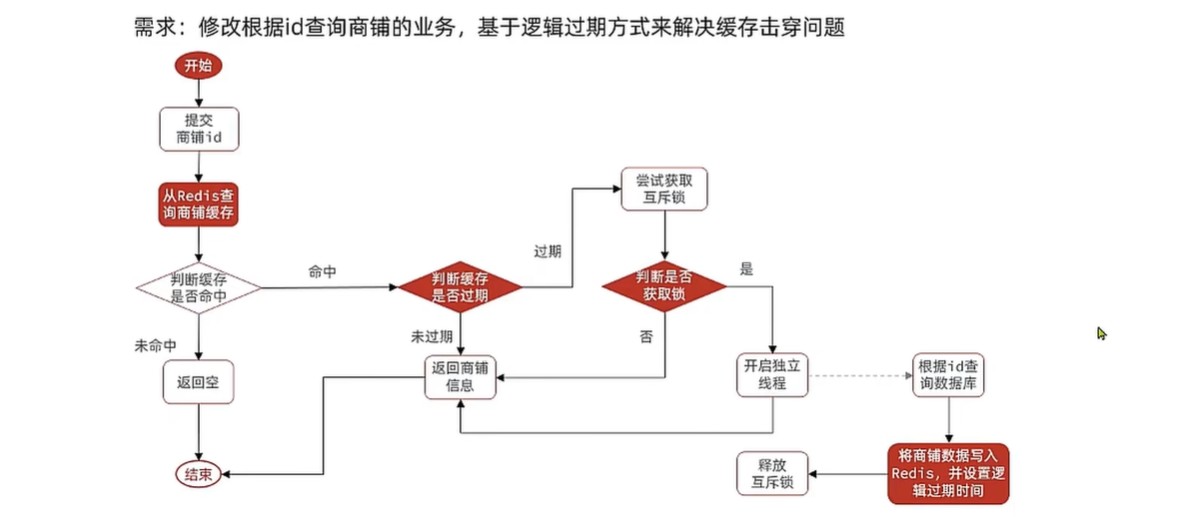 需求：修改根据id查询商铺的业务，基于逻辑过期方式来解决缓存击穿问题
开始
提交
商铺id
从Redis查
询商铺缓存
判断缓存
是否命中
命中
未命中
返回空
结束
判断缓存
是否过期
过期
未过期
返回商铺
信息
尝试获取
互斥锁
判断是否
获取锁
是
否
开启独立
线程
根据id查
询数据库
将商铺数据写入
Redis，并设置逻
辑过期时间
释放
互斥锁